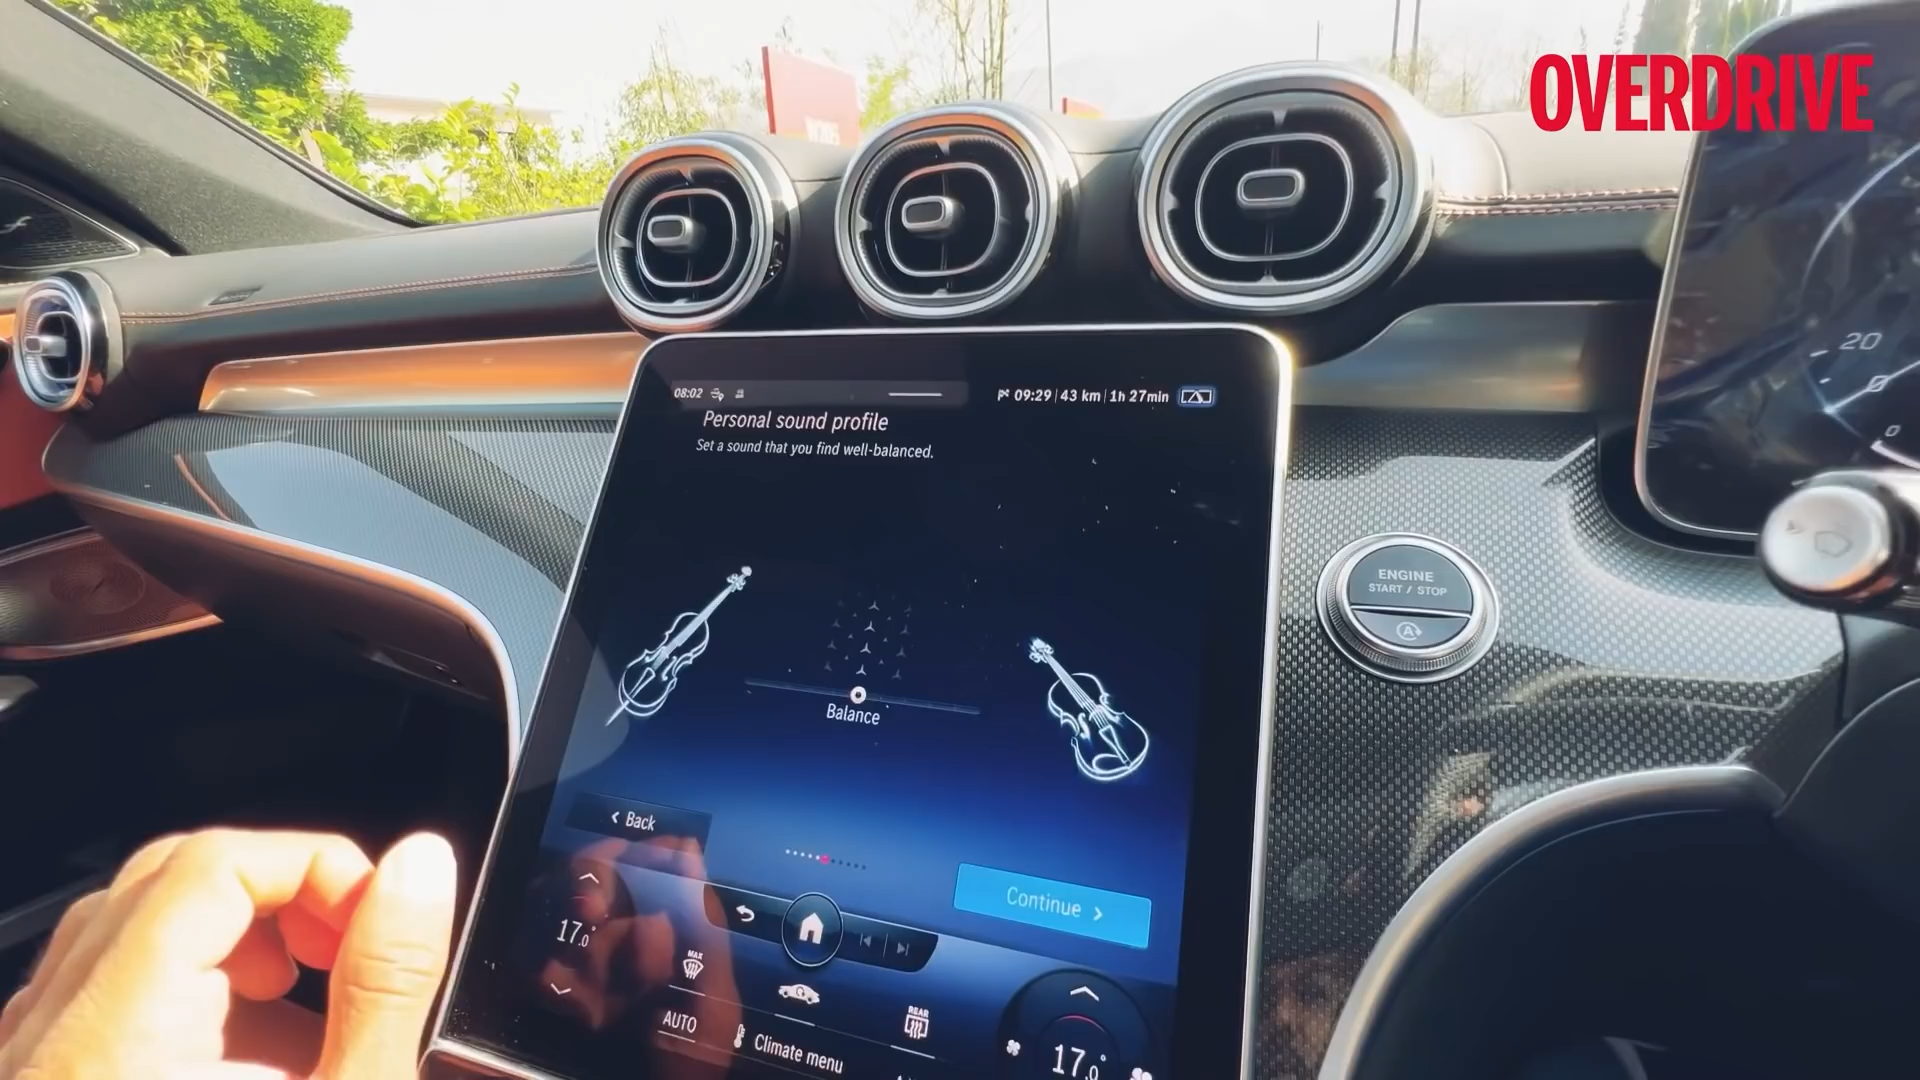 OVERDRIVE
08:02
09:29 | 43 km | 1h 27min
Personal sound profile
Set a sound that you find well-balanced.
20
0
ENGINE
START / STOP
A
Balance
Back
Continue
17.0°
MAX
REAR
AUTO
Climate menu
17.0°